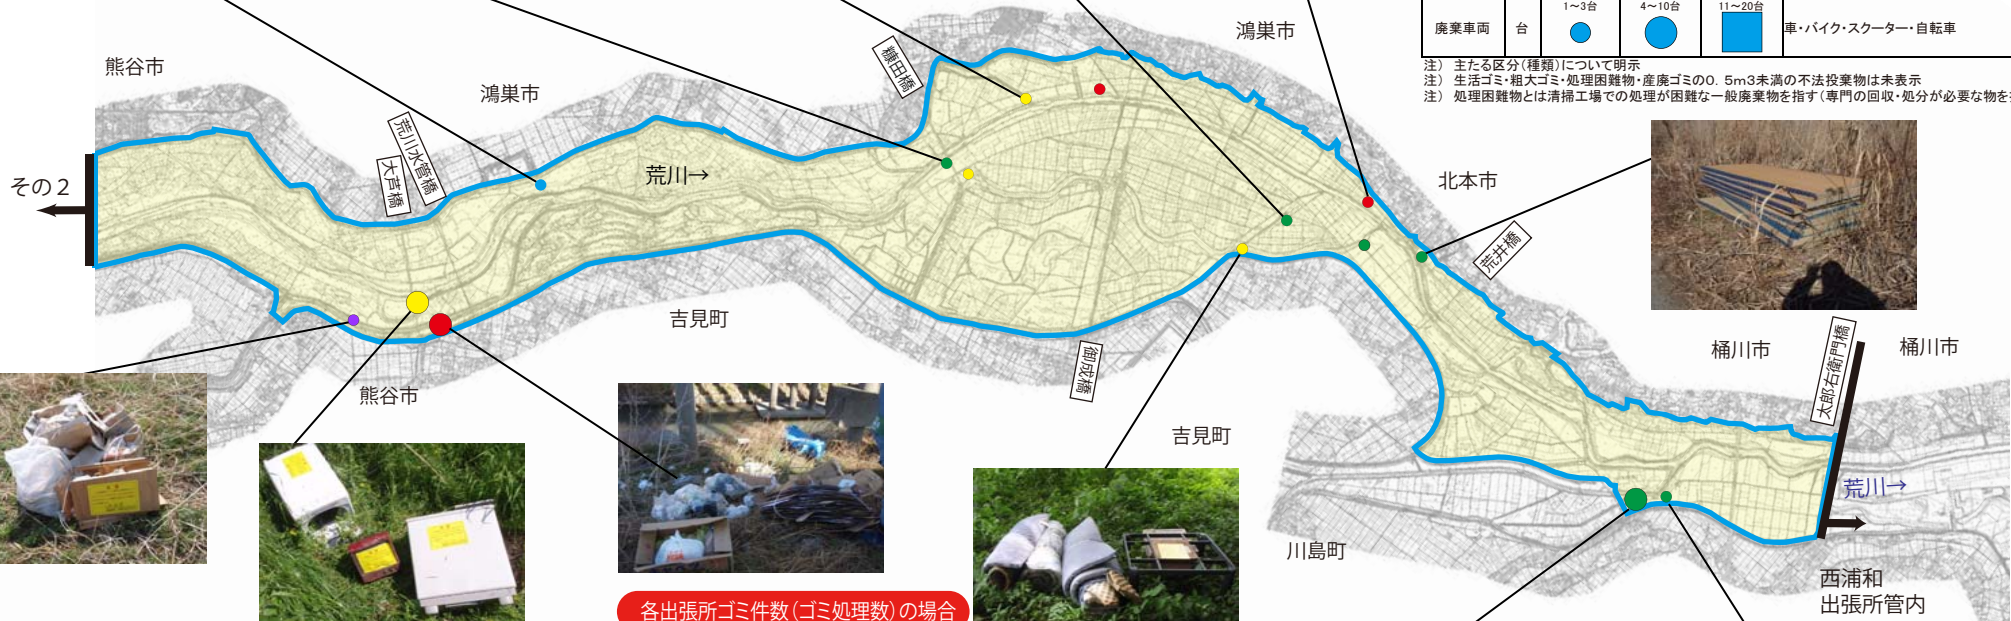 1～3台
4～10台
11～20台
廃棄車両
台
車・バイク・スクーター・自転車
注） 主たる区分（種類）について明示
注） 生活ゴミ・粗大ゴミ・処理困難物・産廃ゴミの0．5m3未満の不法投棄物は未表示
注） 処理困難物とは清掃工場での処理が困難な一般廃棄物を指す（専門の回収・処分が必要な物を
熊谷市
鴻巣市
糠田橋
鴻巣市
荒川水管橋
大芦橋
その２
荒川→
北本市
荒井橋
吉見町
御成橋
熊谷市
桶川市
太郎右衛門橋
桶川市
吉見町
荒川→
川島町
西浦和
出張所管内
各出張所ゴミ件数（ゴミ処理数）の場合